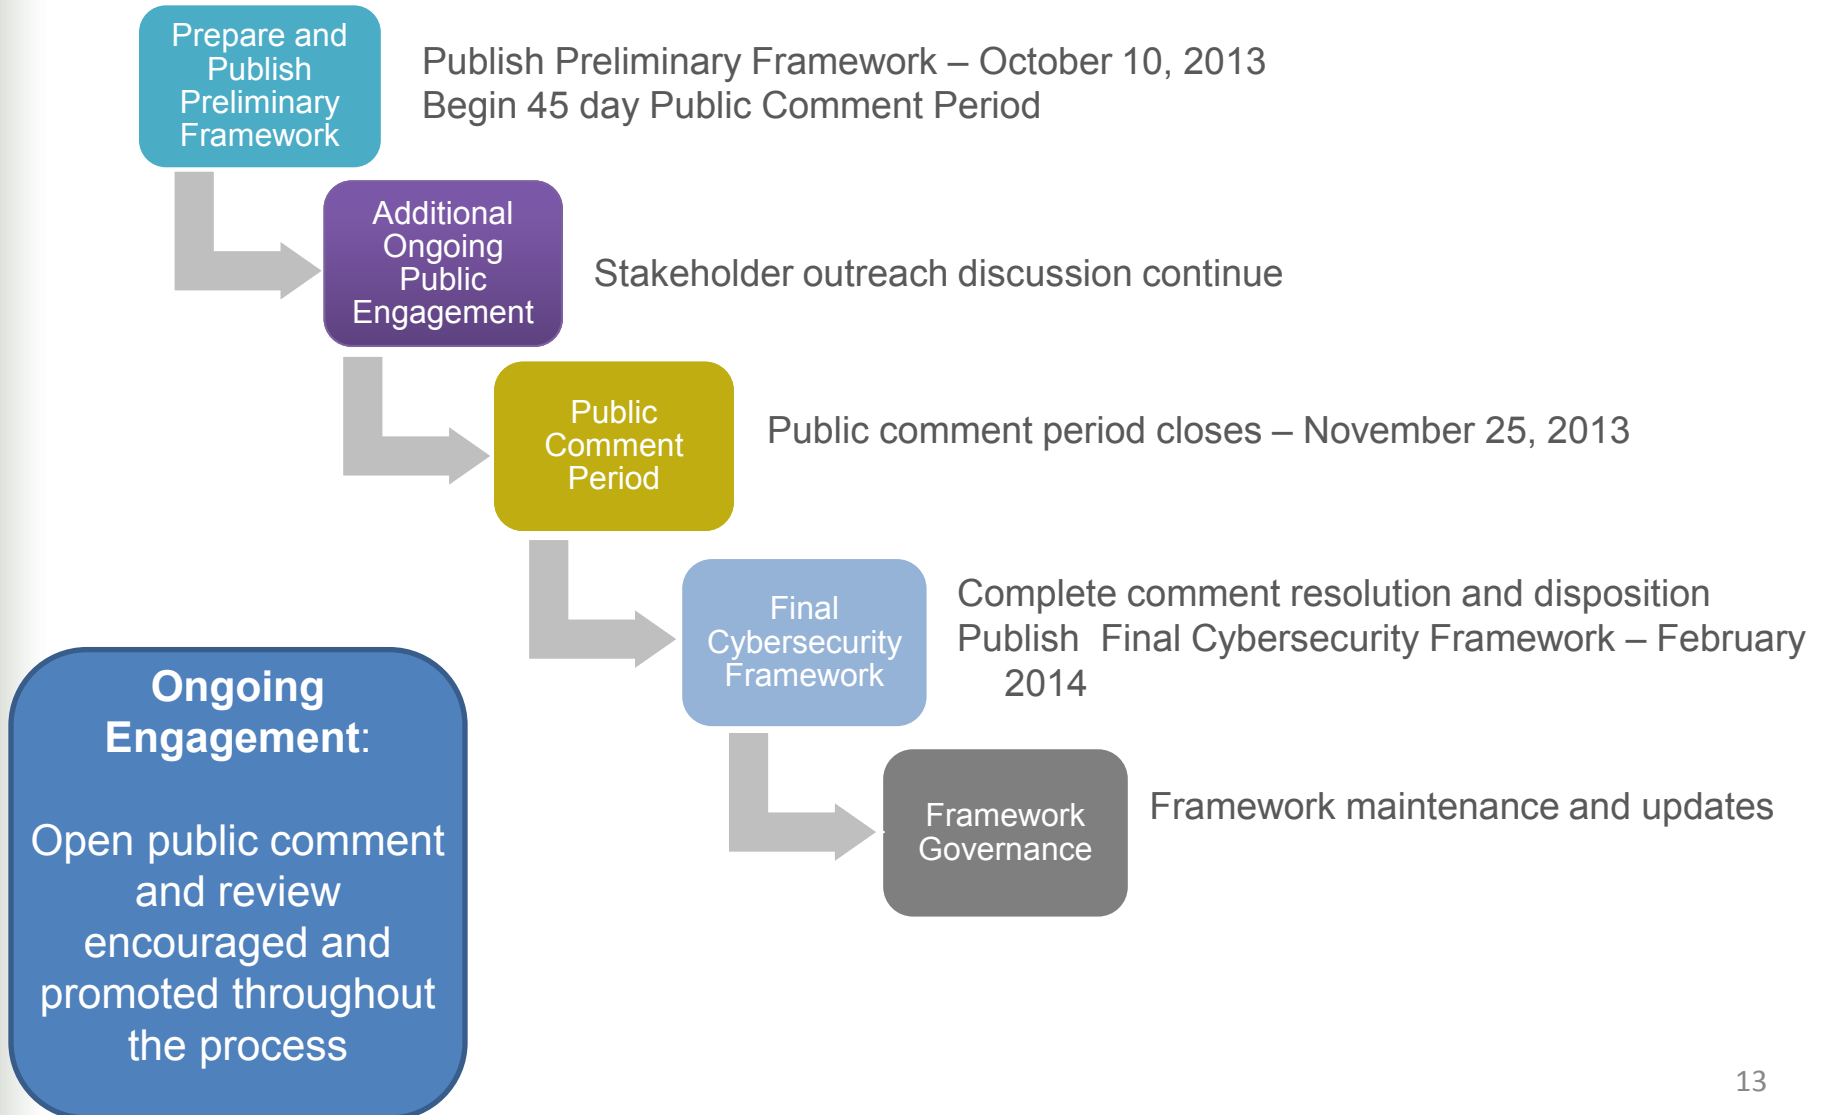 Prepare and
Publish
Preliminary
Framework
Publish Preliminary Framework – October 10, 2013
Begin 45 day Public Comment Period
Additional
Ongoing
Public
Engagement
Stakeholder outreach discussion continue
Public
Comment
Period
Public comment period closes – November 25, 2013
Final
Cybersecurity
Framework
Complete comment resolution and disposition
Publish  Final Cybersecurity Framework – February
2014
Framework
Governance
Framework maintenance and updates
Ongoing
Engagement:
Open public comment
and review
encouraged and
promoted throughout
the process
13